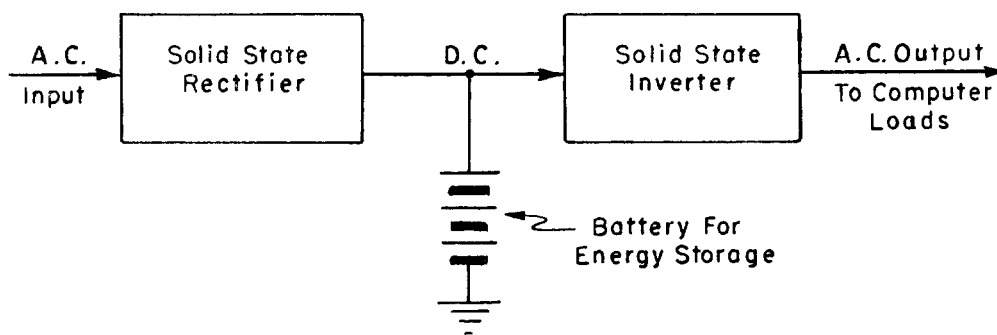 A.C.
Input
Solid State
Rectifier
D.C.
Solid State
Inverter
A.C. Output
To Computer
Loads
Battery For
Energy Storage